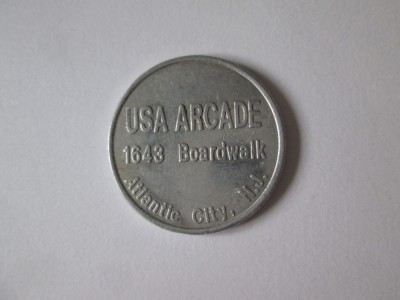 USA ARCADE
1643 Boardwalk
Atlantic City, N.J.